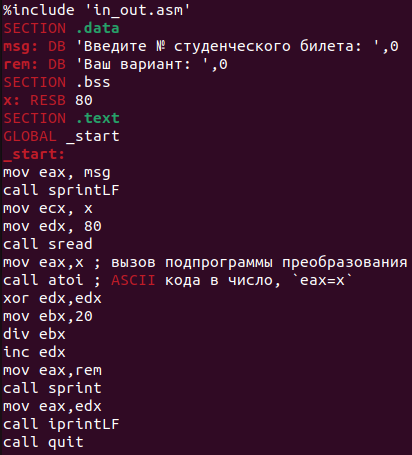 %include 'in_out.asm'
SECTION .data
msg: DB 'Введите № студенческого билета: ',0
rem: DB 'Ваш вариант: ',0
SECTION .bss
x: RESB 80
SECTION .text
GLOBAL _start
_start:
mov eax, msg
call sprintLF
mov ecx, x
mov edx, 80
call sread
mov eax,x ; вызов подпрограммы преобразования
call atoi ; ASCII кода в число, `eax=x`
xor edx,edx
mov ebx,20
div ebx
inc edx
mov eax,rem
call sprint
mov eax,edx
call iprintLF
call quit